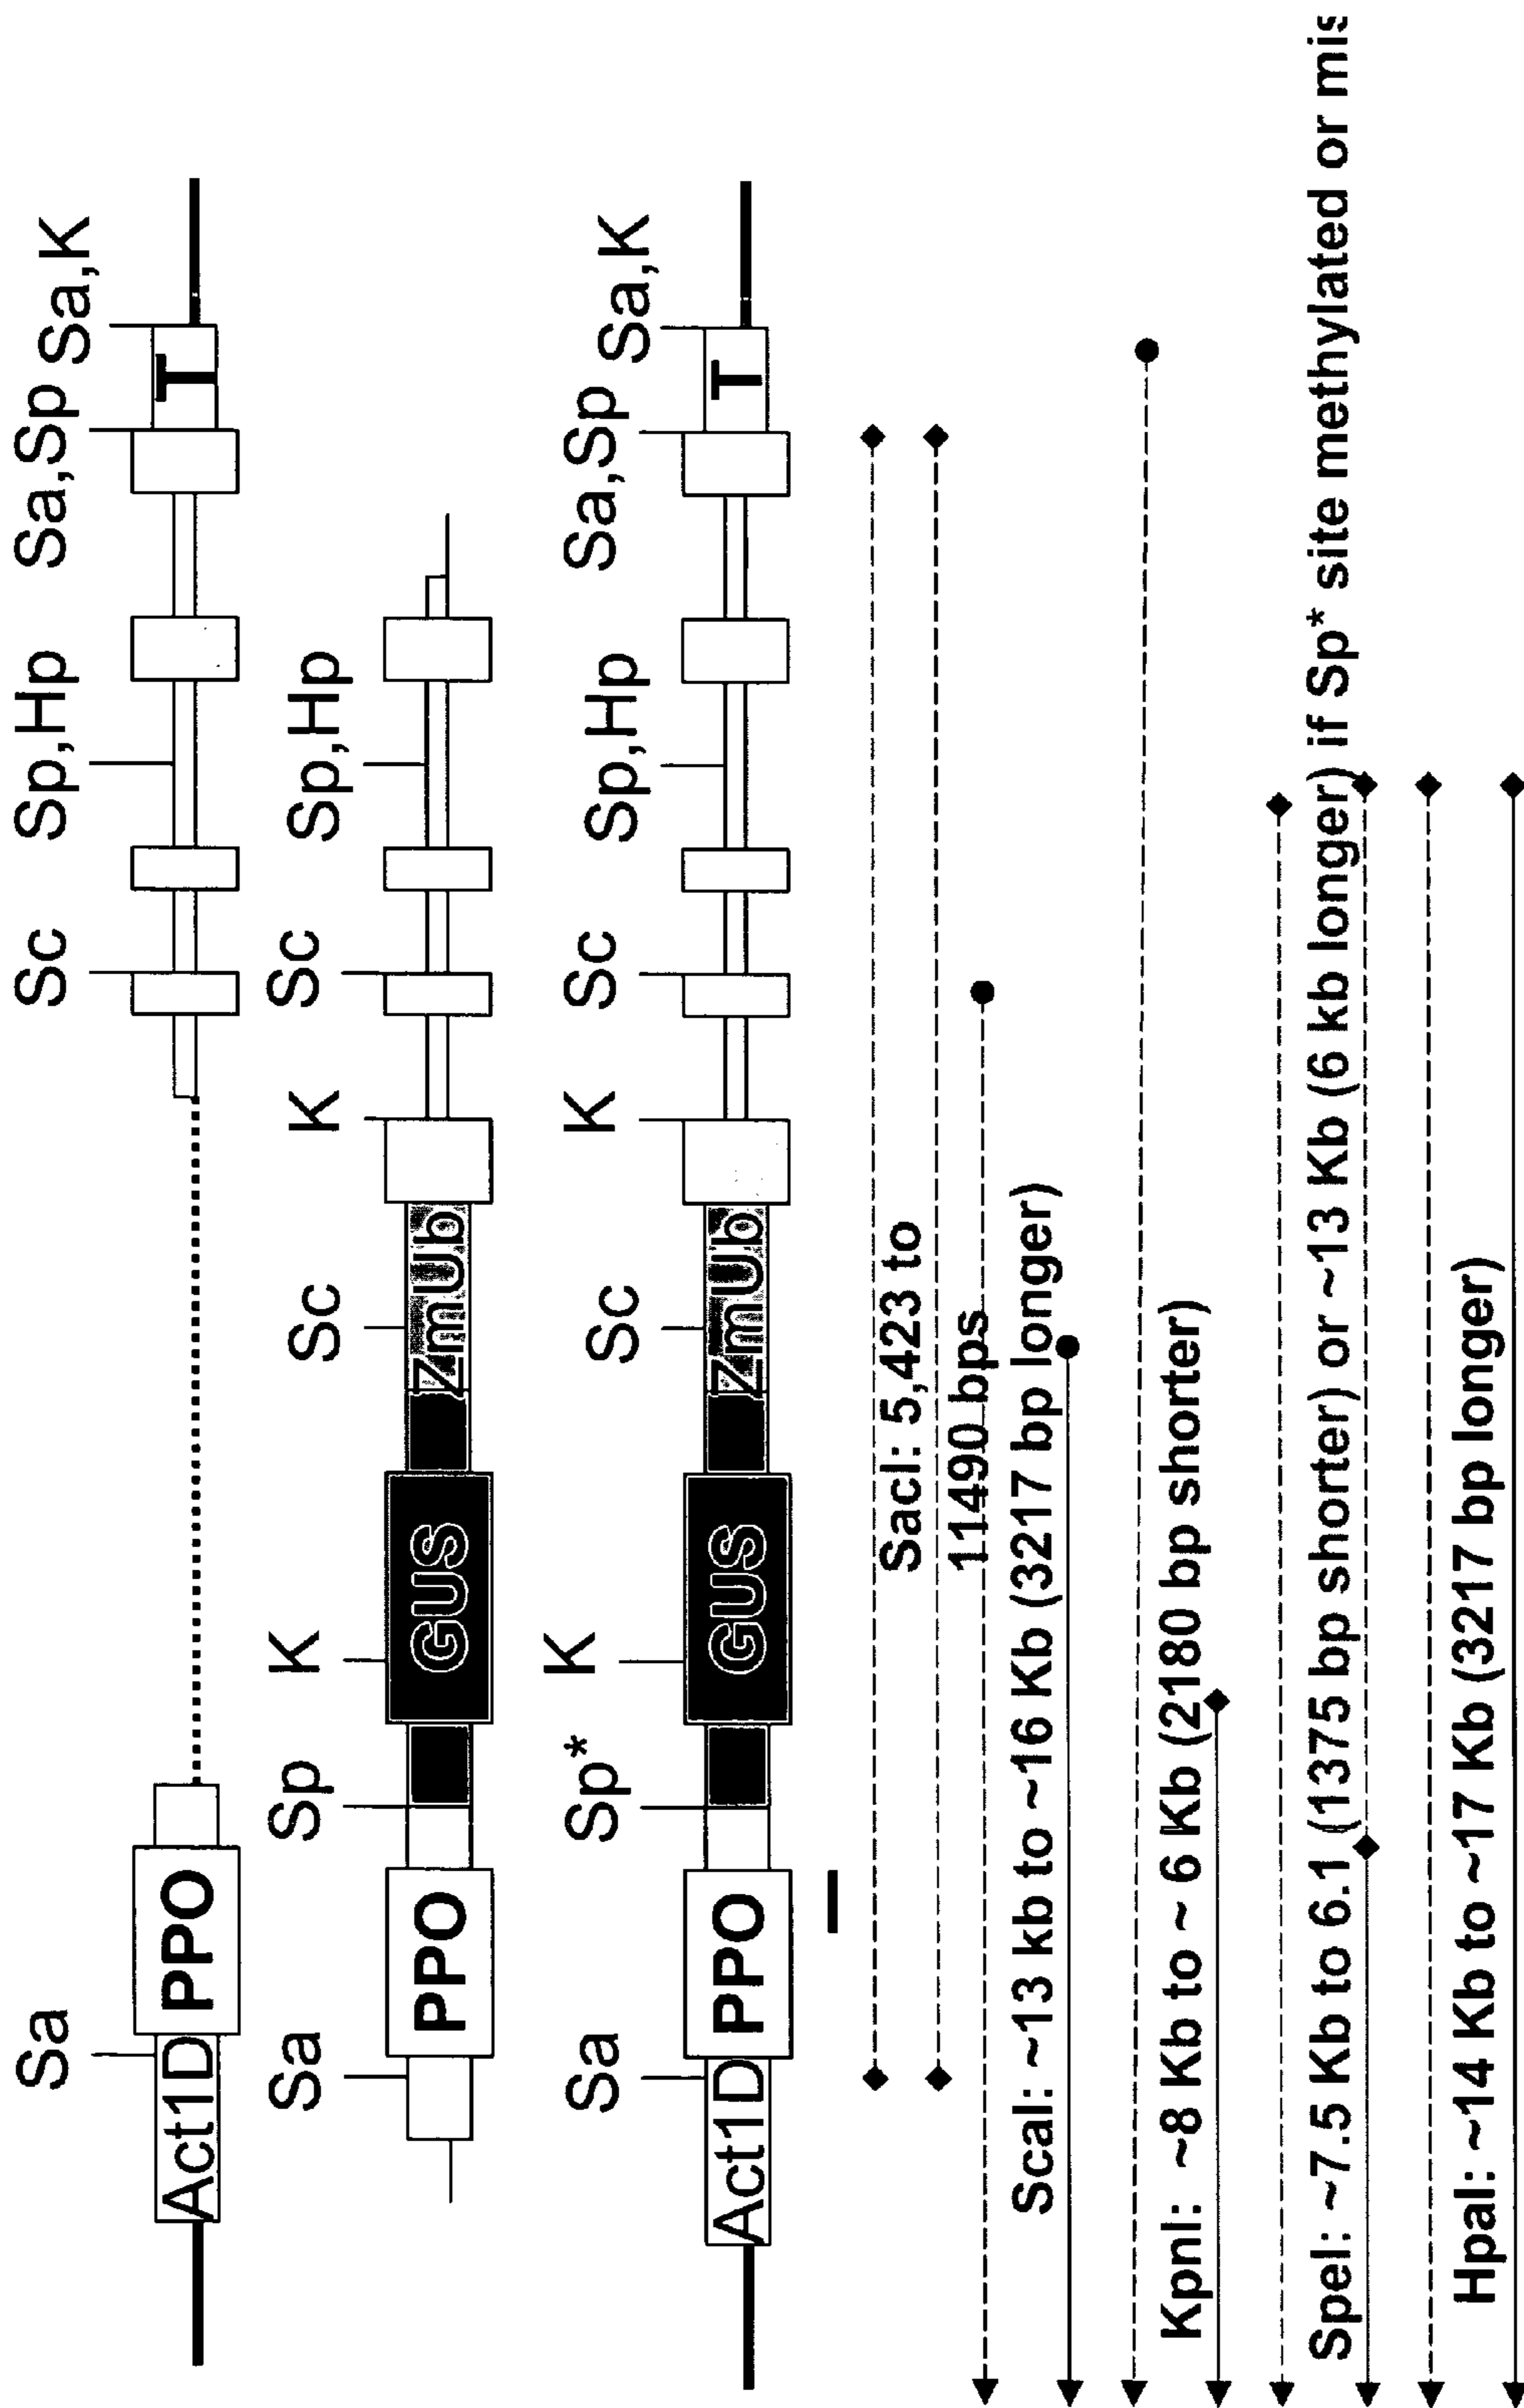 Sa Sc Sp,Hp Sa,Sp Sa,K
Act1D PPO T
Sa Sp K Sc K Sc Sp,Hp
PPO GUS ZmUb
Sa Sp* K Sc K Sc Sp,Hp Sa,Sp Sa,K
Act1D PPO GUS ZmUb T
SacI: 5,423 to
11490 bps
ScaI: ~13 kb to ~16 Kb (3217 bp longer)
KpnI: ~8 Kb to ~ 6 Kb (2180 bp shorter)
SpeI: ~7.5 Kb to 6.1 (1375 bp shorter) or ~13 Kb (6 kb longer) if Sp* site methylated or mis
HpaI: ~14 Kb to ~17 Kb (3217 bp longer)